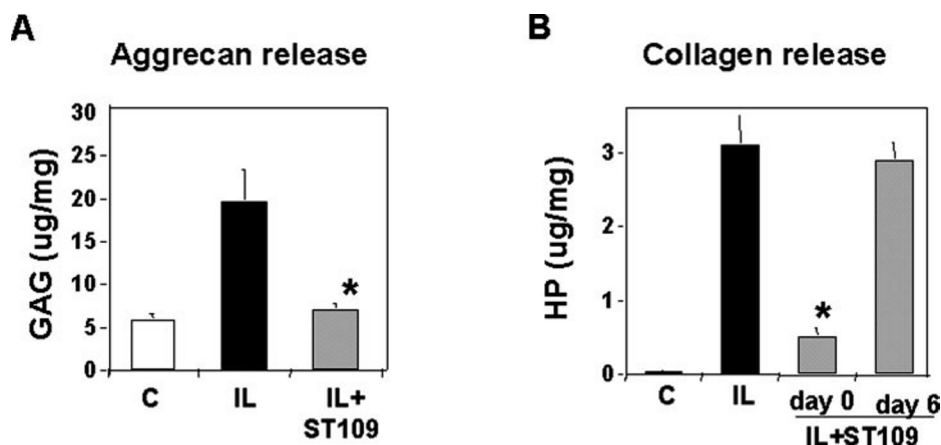 A
Aggrecan release
GAG (ug/mg)
30
25
20
15
10
5
0
*
C
IL
IL+
ST109
B
Collagen release
HP (ug/mg)
3
2
1
0
*
C
IL
day 0
day 6
IL+ST109